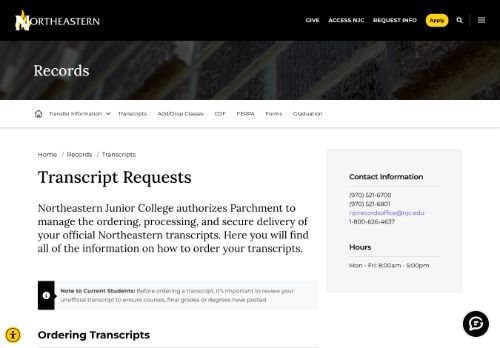 NORTHEASTERN
GIVE ACCESS NJC REQUEST INFO Apply
Records
Transfer Information Transcripts Add/Drop Classes COF FERPA Forms Graduation
Home / Records / Transcripts
Transcript Requests
Northeastern Junior College authorizes Parchment to
manage the ordering, processing, and secure delivery of
your official Northeastern transcripts. Here you will find
all of the information on how to order your transcripts.
Note to Current Students: Before ordering a transcript, it's important to review your
unofficial transcript to ensure courses, final grades or degrees have posted.
Ordering Transcripts
Contact Information
(970) 521-6700
(970) 521-6801
njcrecordsoffice@njc.edu
1-800-626-4637
Hours
Mon - Fri: 8:00am - 5:00pm